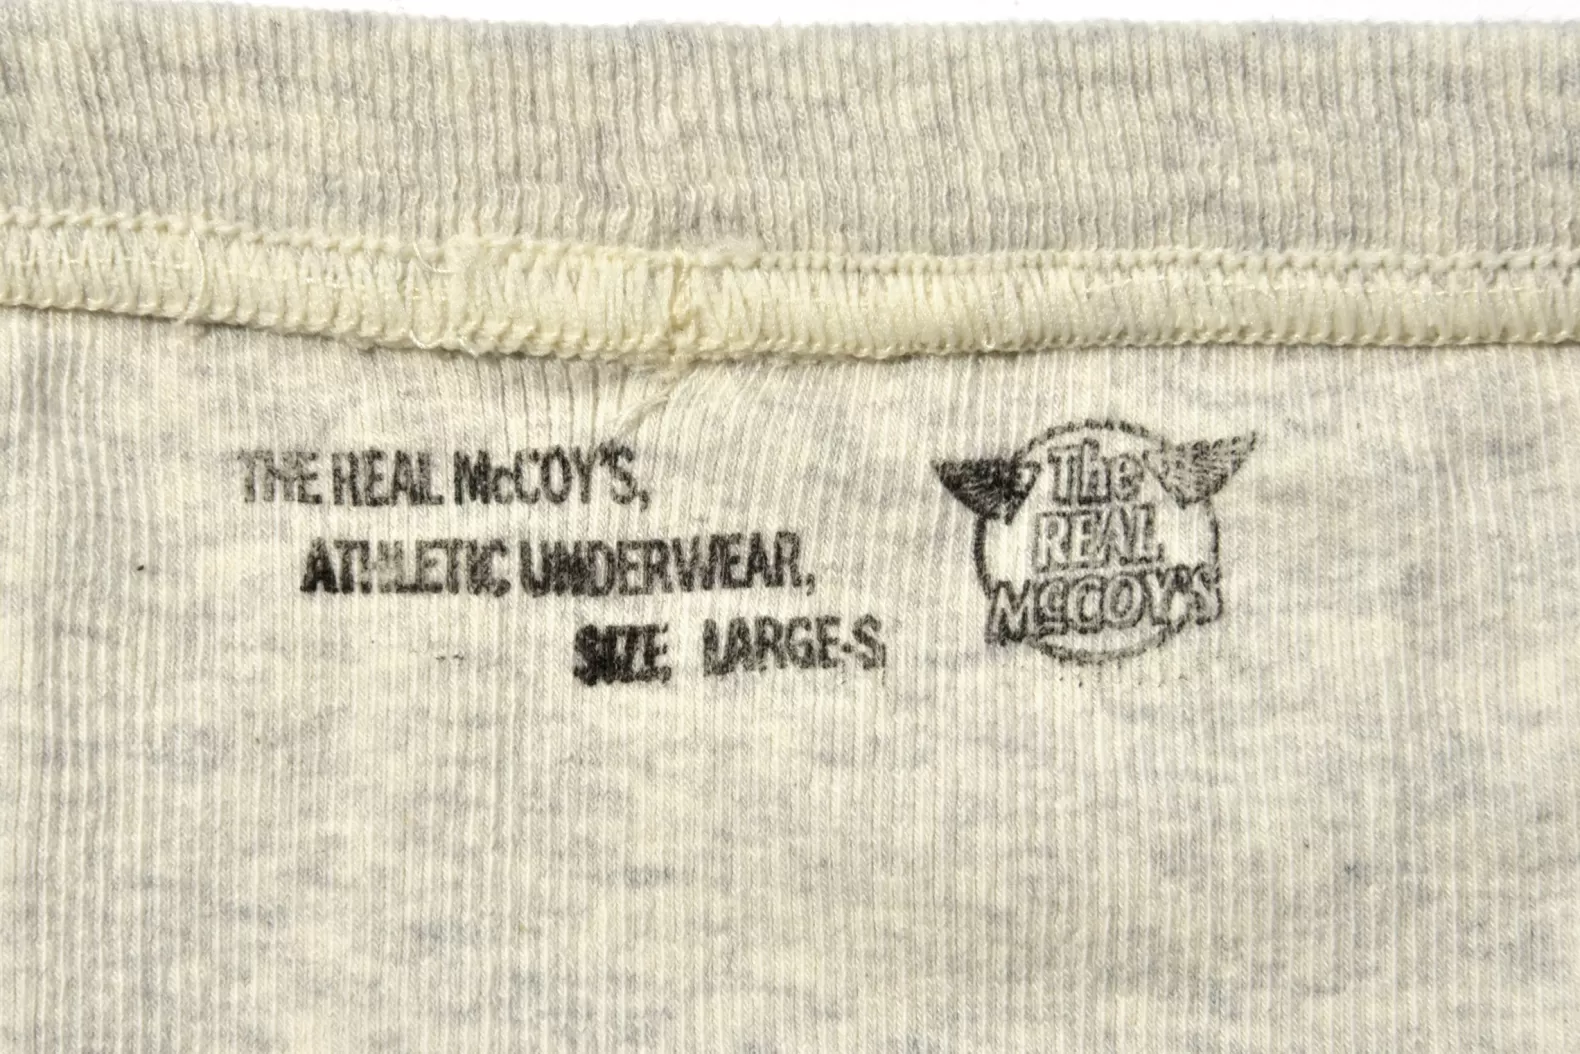 THE REAL McCOY'S,
ATHLETIC UNDERWEAR,
SIZE, LARGE-S
The
REAL
McCOY'S